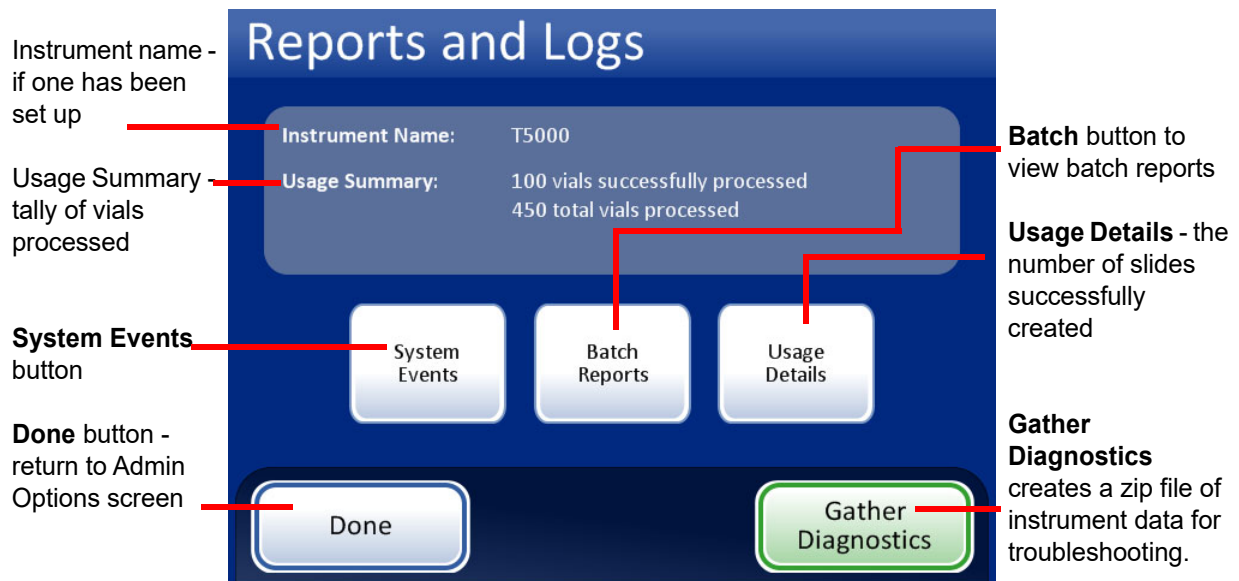 Reports and Logs
Instrument name -
if one has been
set up
Usage Summary -
tally of vials
processed
System Events
button
Done button -
return to Admin
Options screen
Instrument Name: T5000
Usage Summary: 100 vials successfully processed
450 total vials processed
System
Events
Batch
Reports
Usage
Details
Done
Gather
Diagnostics
Batch button to
view batch reports
Usage Details - the
number of slides
successfully
created
Gather
Diagnostics
creates a zip file of
instrument data for
troubleshooting.